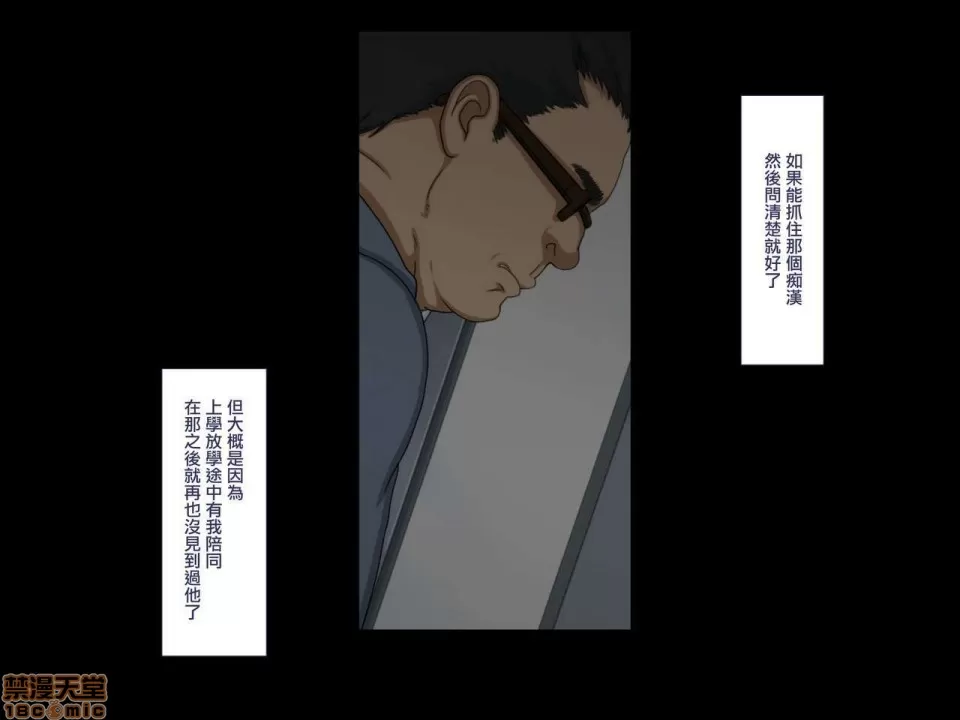 如果能抓住那個痴漢
然後問清楚就好了
但大概是因為
上學放學途中有我陪同
在那之後就再也沒見到過他了
禁漫天堂
18comic